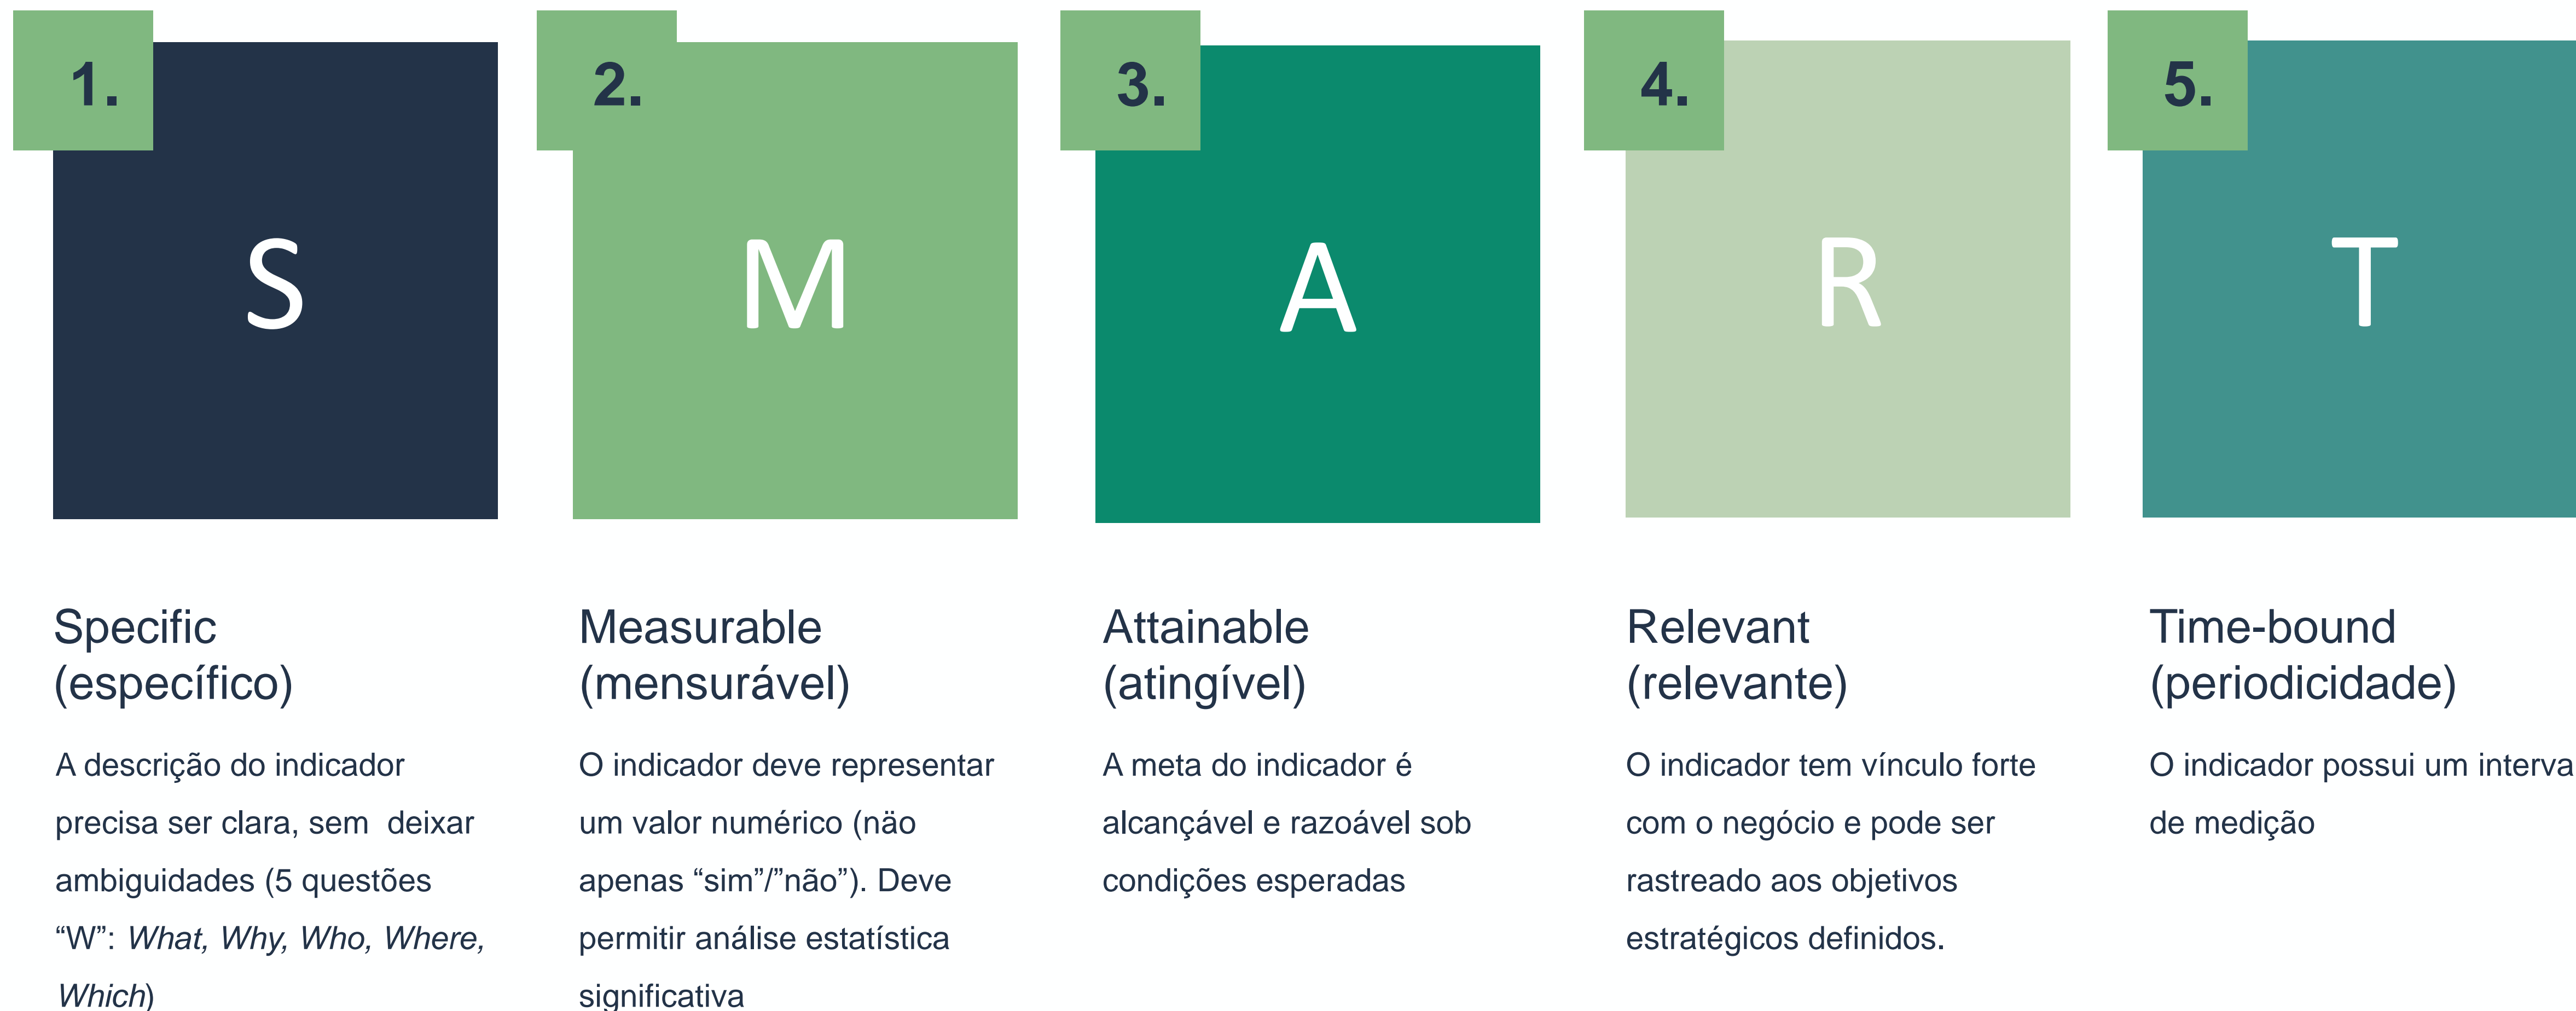 1.
S
Specific
(específico)
A descrição do indicador
precisa ser clara, sem  deixar
ambiguidades (5 questões
“W”: What, Why, Who, Where,
Which)
2.
M
Measurable
(mensurável)
O indicador deve representar
um valor numérico (näo
apenas “sim”/”não”). Deve
permitir análise estatística
significativa
3.
A
Attainable
(atingível)
A meta do indicador é
alcançável e razoável sob
condições esperadas
4.
R
Relevant
(relevante)
O indicador tem vínculo forte
com o negócio e pode ser
rastreado aos objetivos
estratégicos definidos.
5.
T
Time-bound
(periodicidade)
O indicador possui um interva
de medição